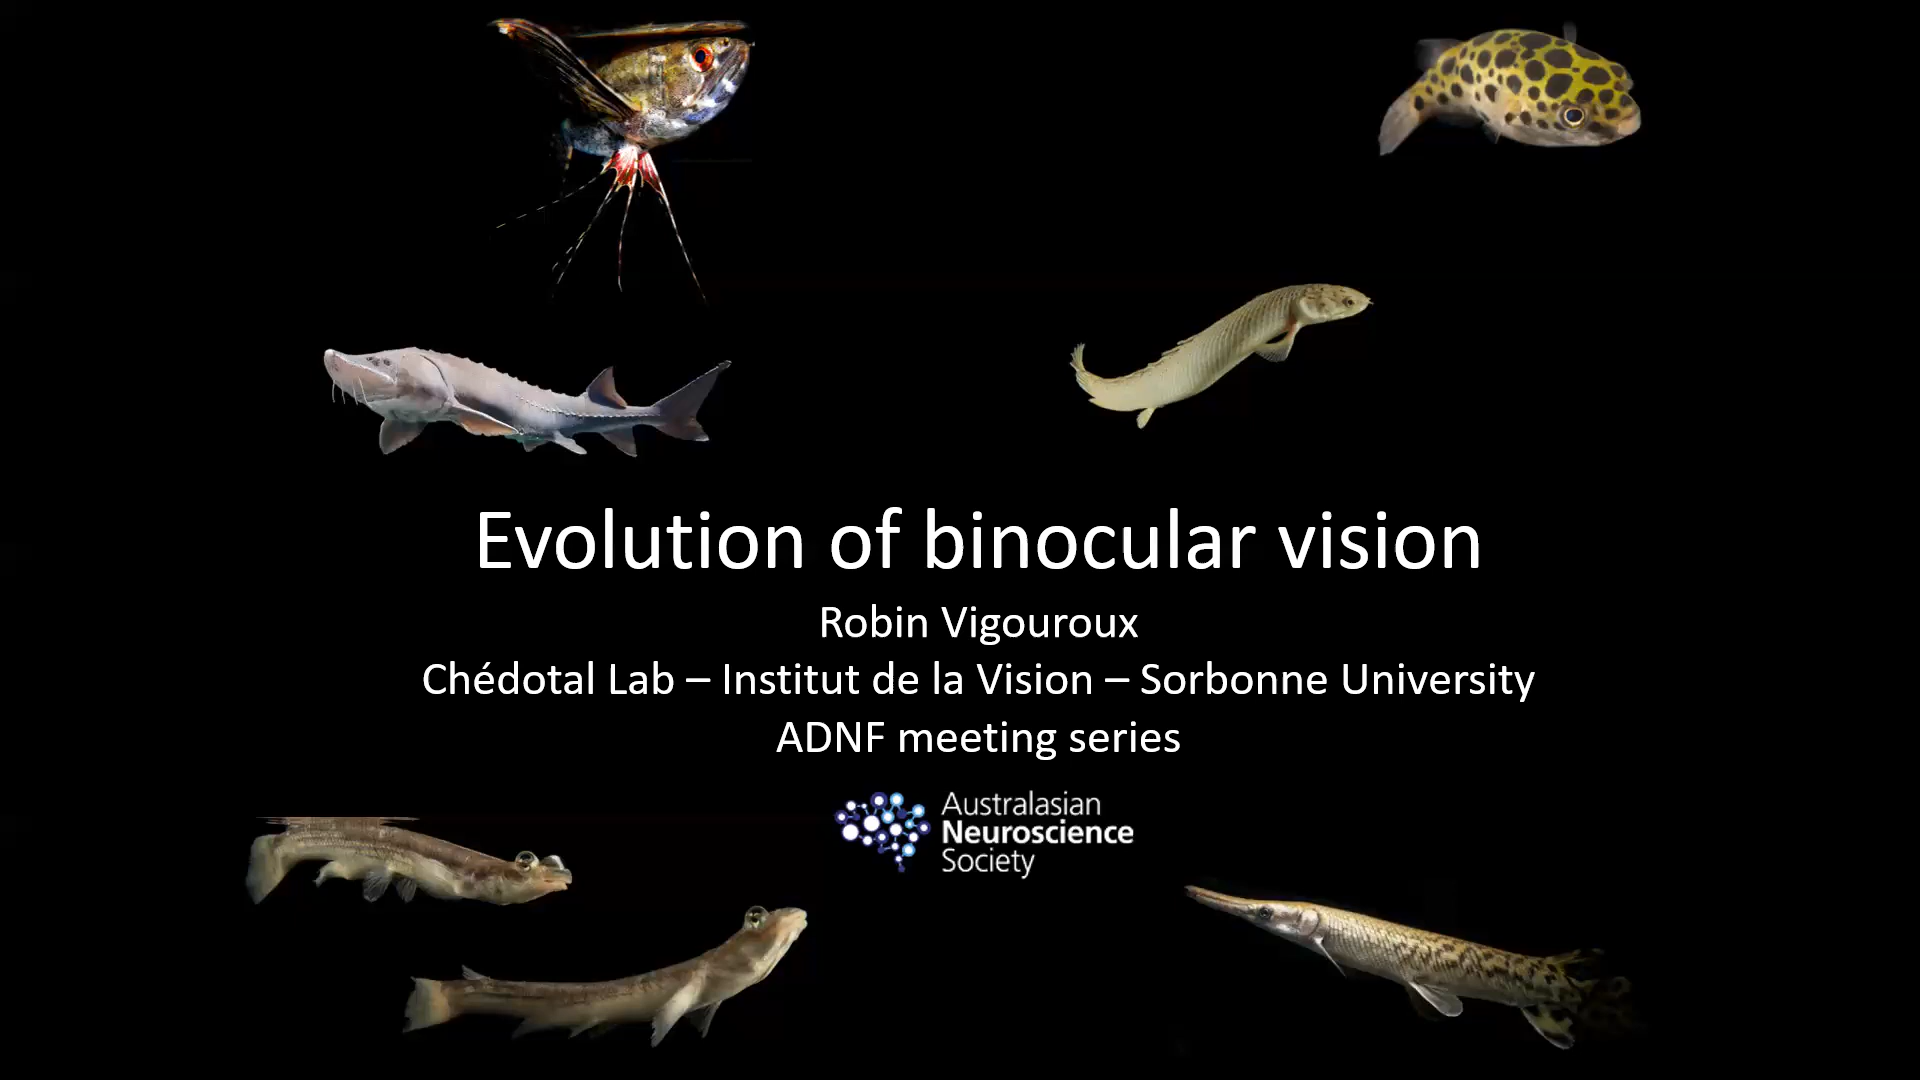 Evolution of binocular vision
Robin Vigouroux
Chédotal Lab – Institut de la Vision – Sorbonne University
ADNF meeting series
Australasian
Neuroscience
Society